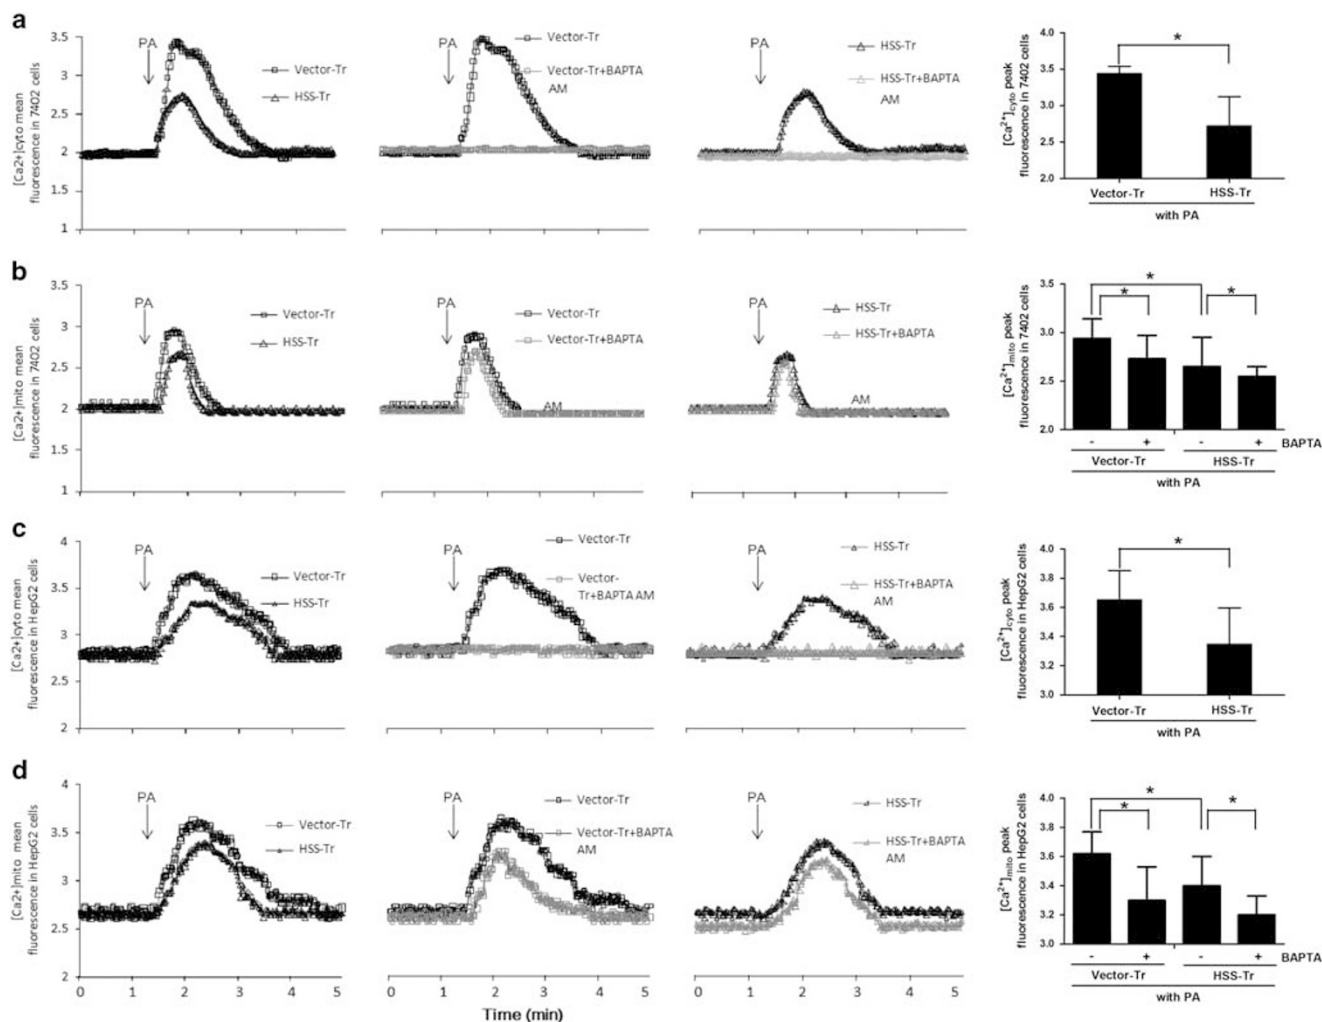 a
[Ca2+]cyto mean
fluorescence in 7402 cells
3.5
3
2.5
2
1.5
1
PA
Vector-Tr
HSS-Tr
PA
Vector-Tr
Vector-Tr+BAPTA
AM
PA
HSS-Tr
HSS-Tr+BAPTA
AM
[Ca²⁺]cyto peak
fluorescence in 7402 cells
4.0
3.5
3.0
2.5
2.0
*
Vector-Tr HSS-Tr
with PA
b
[Ca2+]mito mean
fluorescence in 7402 cells
3.5
3
2.5
2
1.5
1
PA
Vector-Tr
HSS-Tr
PA
Vector-Tr
Vector-Tr+BAPTA
AM
PA
HSS-Tr
HSS-Tr+BAPTA
AM
[Ca²⁺]mito peak
fluorescence in 7402 cells
3.5
3.0
2.5
2.0
*
* *
- + - + BAPTA
Vector-Tr HSS-Tr
with PA
c
[Ca2+]cyto mean
fluorescence in HepG2 cells
4
3.5
3
2.5
2
PA
Vector-Tr
HSS-Tr
PA
Vector-Tr
Vector-
Tr+BAPTA AM
PA
HSS-Tr
HSS-Tr+BAPTA
AM
[Ca²⁺]cyto peak
fluorescence in HepG2 cells
4.0
3.8
3.6
3.4
3.2
3.0
*
Vector-Tr HSS-Tr
with PA
d
[Ca2+]mito mean
fluorescence in HepG2 cells
4
3.5
3
2.5
2
PA
Vector-Tr
HSS-Tr
0 1 2 3 4 5
PA
Vector-Tr
Vector-Tr+BAPTA
AM
0 1 2 3 4 5
Time (min)
PA
HSS-Tr
HSS-Tr+BAPTA
AM
0 1 2 3 4 5
[Ca²⁺]mito peak
fluorescence in HepG2 cells
4.0
3.8
3.6
3.4
3.2
3.0
*
* *
- + - + BAPTA
Vector-Tr HSS-Tr
with PA